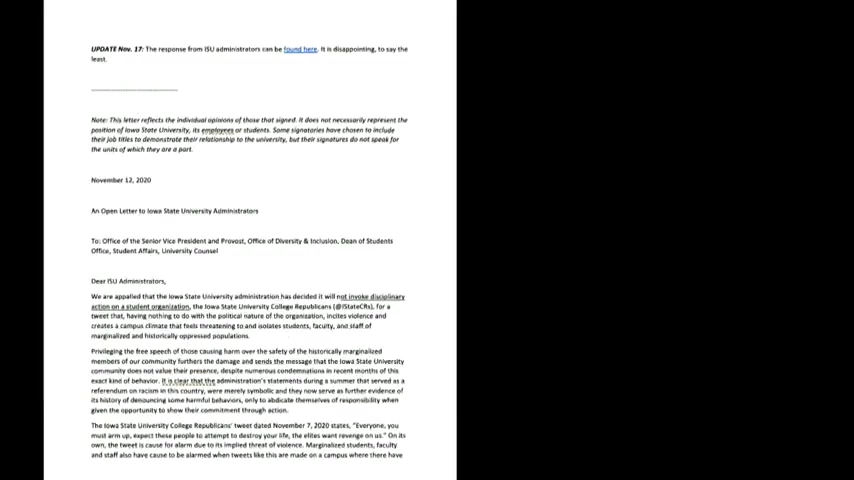 UPDATE Nov. 17: The response from ISU administrators can be found here. It is disappointing, to say the
least.
Note: This letter reflects the individual opinions of those that signed. It does not necessarily represent the
position of Iowa State University, its employees or students. Some signatories have chosen to include
their job titles to demonstrate their relationship to the university, but their signatures do not speak for
the units of which they are a part.
November 12, 2020
An Open Letter to Iowa State University Administrators
To: Office of the Senior Vice President and Provost, Office of Diversity & Inclusion, Dean of Students
Office, Student Affairs, University Counsel
Dear ISU Administrators,
We are appalled that the Iowa State University administration has decided it will not invoke disciplinary
action on a student organization, the Iowa State University College Republicans (@IStateCRs), for a
tweet that, having nothing to do with the political nature of the organization, incites violence and
creates a campus climate that feels threatening to and isolates students, faculty, and staff of
marginalized and historically oppressed populations.
Privileging the free speech of those causing harm over the safety of the historically marginalized
members of our community furthers the damage and sends the message that the Iowa State University
community does not value their presence, despite numerous condemnations in recent months of this
exact kind of behavior. It is clear that the administration's statements during a summer that served as a
referendum on racism in this country, were merely symbolic and they now serve as further evidence of
its history of denouncing some harmful behaviors, only to abdicate themselves of responsibility when
given the opportunity to show their commitment through action.
The Iowa State University College Republicans' tweet dated November 7, 2020 states, "Everyone, you
must arm up, expect these people to attempt to destroy your life, the elites want revenge on us." On its
own, the tweet is cause for alarm due to its implied threat of violence. Marginalized students, faculty
and staff also have cause to be alarmed when tweets like this are made on a campus where there have